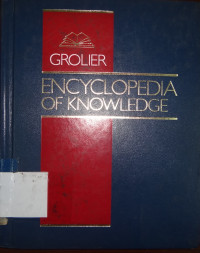 GROLIER
ENCYCLOPEDIA
OF KNOWLEDGE